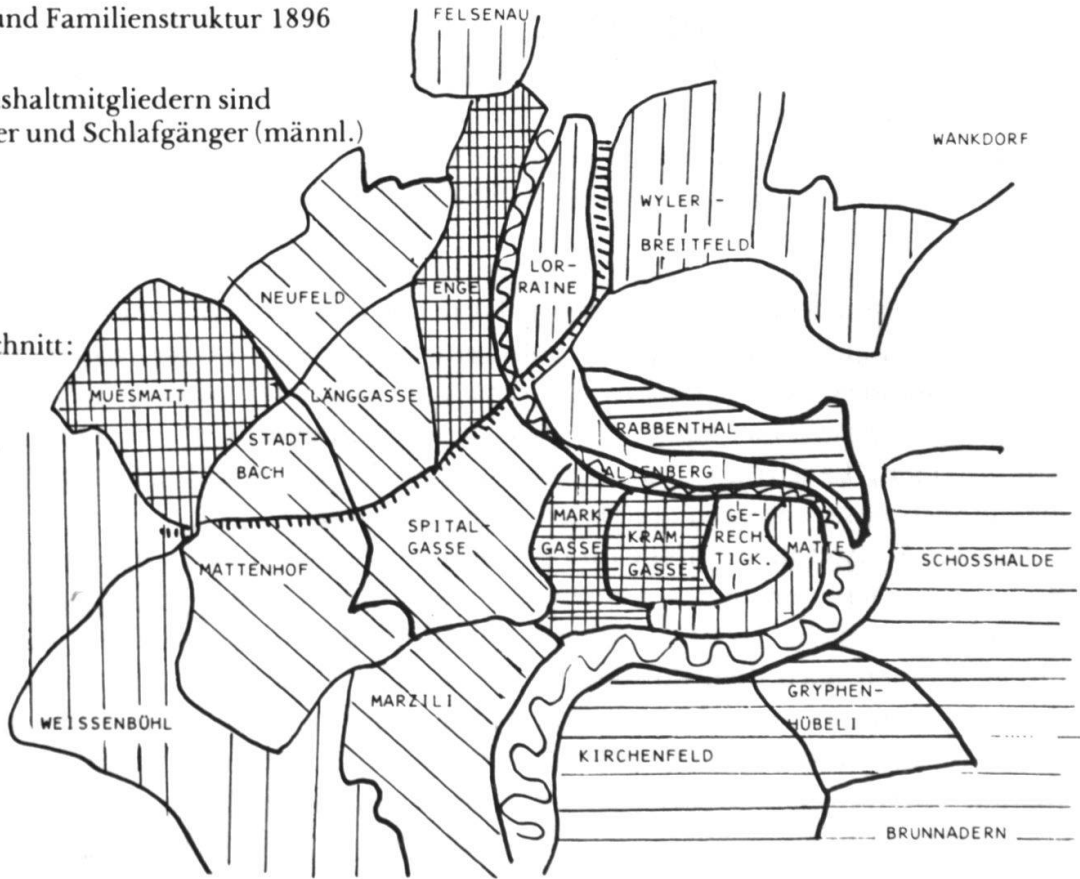 und Familienstruktur 1896
shaltmitgliedern sind
er und Schlafgänger (männl.)
chnitt:
FELSENAU
WANKDORF
WYLER -
BREITFELD
LOR-
RAINE
ENGE
NEUFELD
MUESMATT
LÄNGGASSE
STADT-
BACH
RABBENTHAL
ALTENBERG
SPITAL-
GASSE
MARKT
GASSE
KRAM-
GASSE
GE-
RECH-
TIGK.
MATTE
SCHOSSHALDE
MATTENHOF
MARZILI
GRYPHEN-
HÜBELI
WEISSENBÜHL
KIRCHENFELD
BRUNNADERN